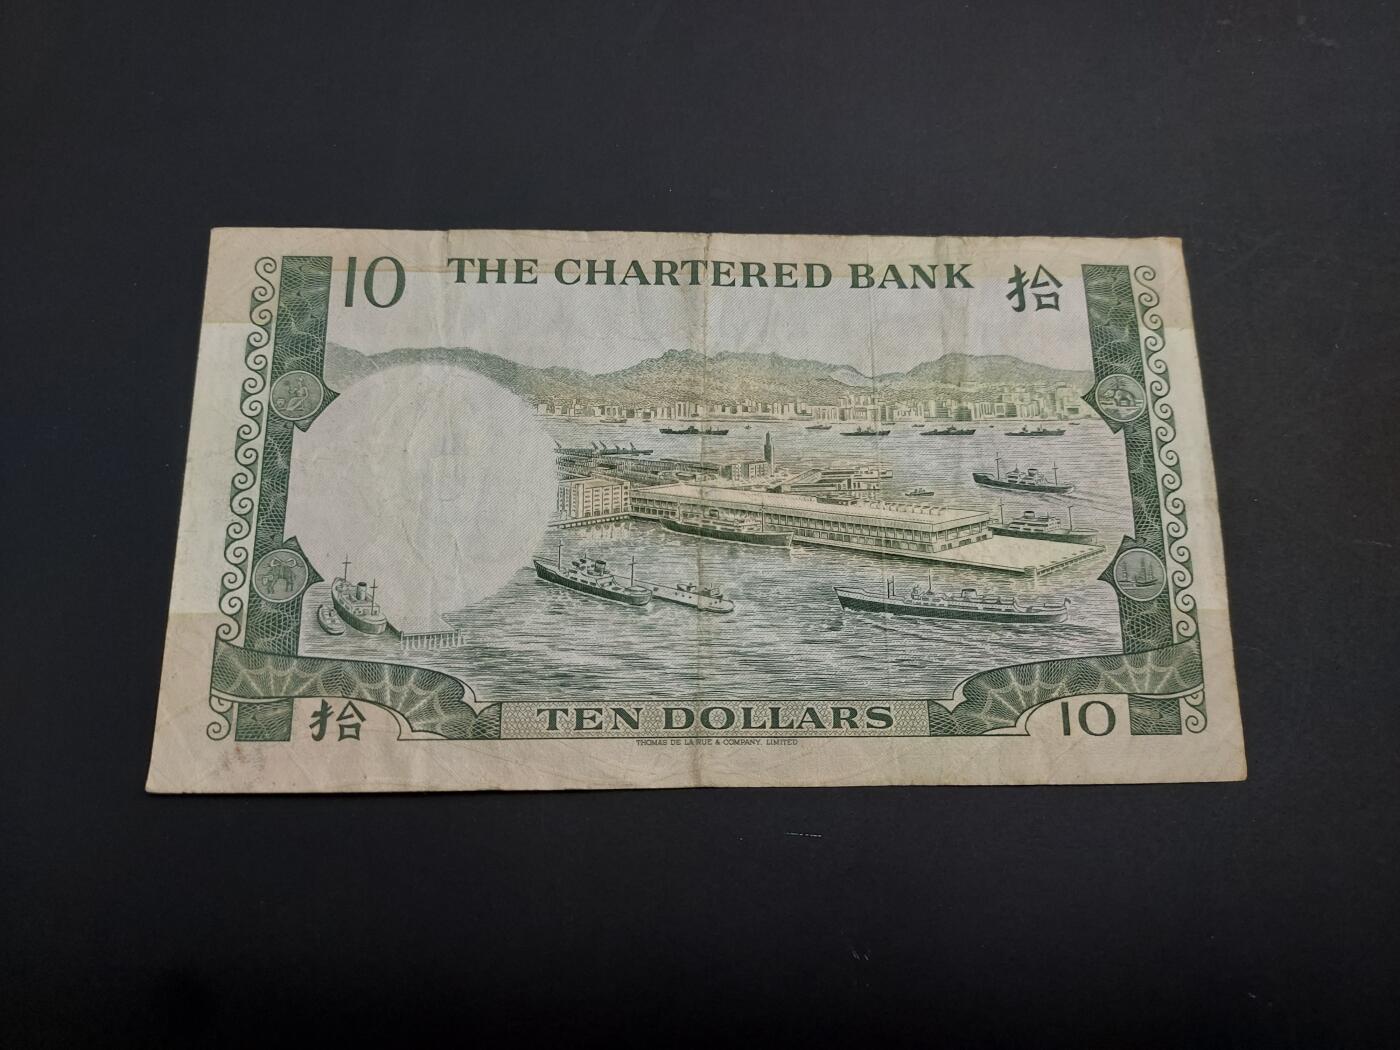 10 THE CHARTERED BANK 拾
拾 TEN DOLLARS 10
THOMAS DE LA RUE & COMPANY, LIMITED